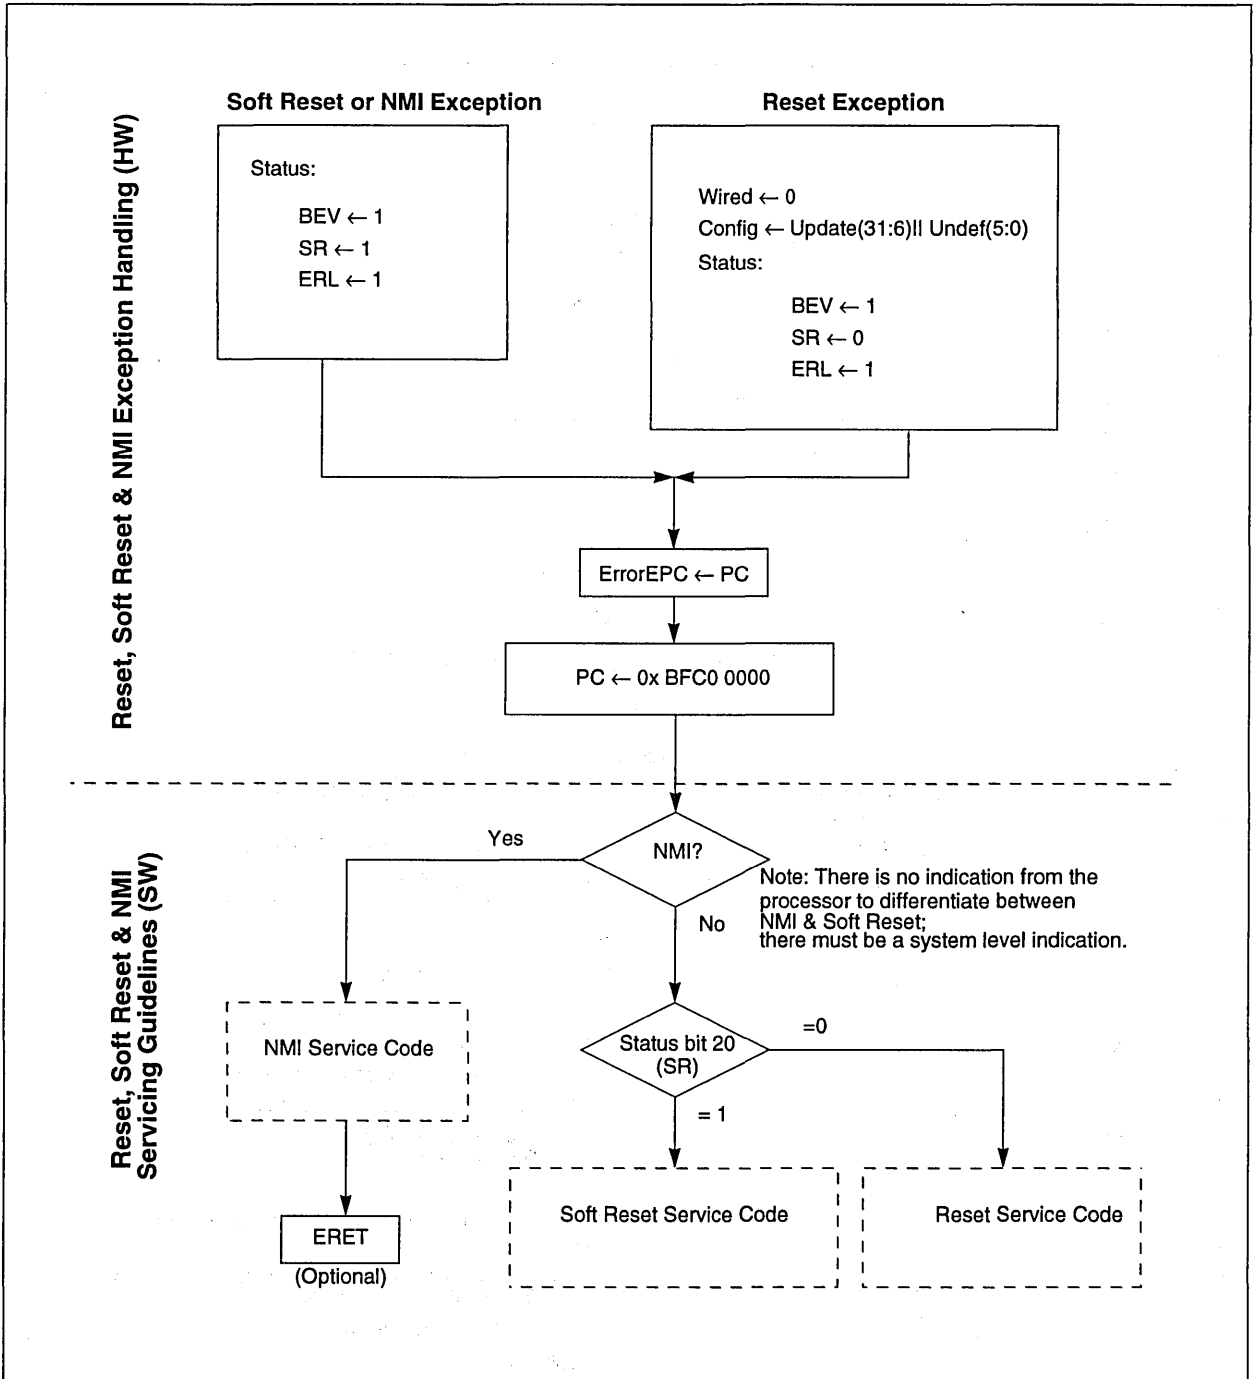 Reset, Soft Reset & NMI Exception Handling (HW)
Soft Reset or NMI Exception
Status:
BEV ← 1
SR ← 1
ERL ← 1
Reset Exception
Wired ← 0
Config ← Update(31:6)|| Undef(5:0)
Status:
BEV ← 1
SR ← 0
ERL ← 1
ErrorEPC ← PC
PC ← 0x BFC0 0000
Reset, Soft Reset & NMI
Servicing Guidelines (SW)
NMI?
Yes
No
Note: There is no indication from the
processor to differentiate between
NMI & Soft Reset;
there must be a system level indication.
NMI Service Code
Status bit 20
(SR)
=0
= 1
ERET
(Optional)
Soft Reset Service Code
Reset Service Code